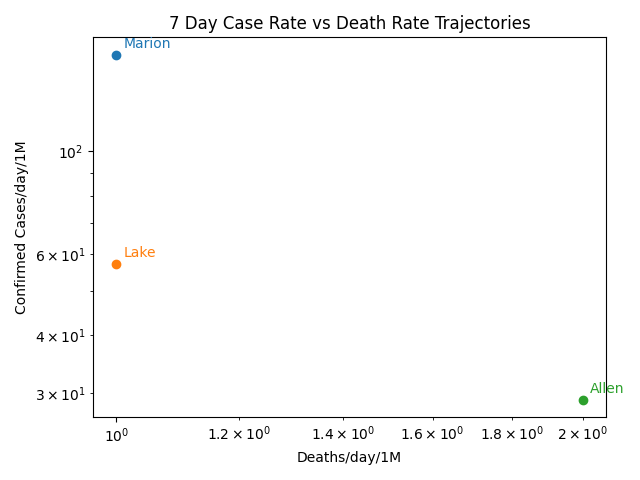 7 Day Case Rate vs Death Rate Trajectories
Marion
Lake
Allen
Confirmed Cases/day/1M
10²
6 × 10¹
4 × 10¹
3 × 10¹
10⁰
1.2 × 10⁰
1.4 × 10⁰
1.6 × 10⁰
1.8 × 10⁰
2 × 10⁰
Deaths/day/1M